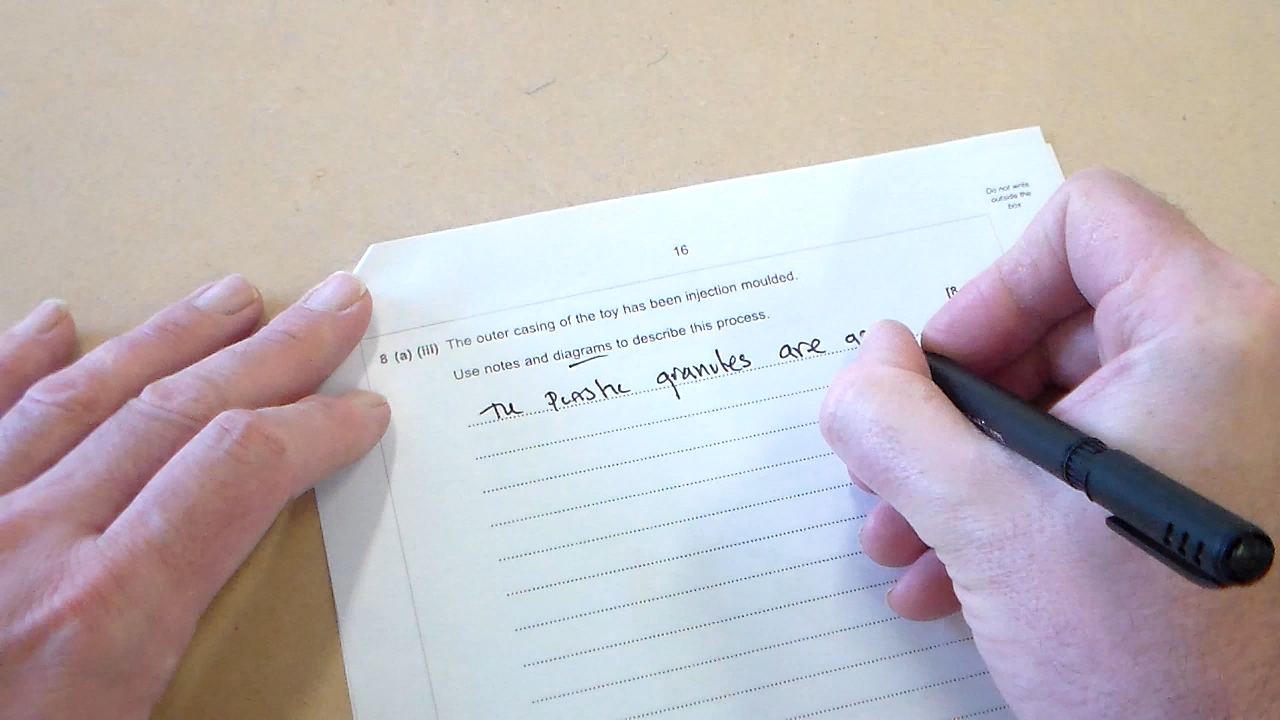 Do not write
outside the
box
16
8 (a) (iii) The outer casing of the toy has been injection moulded.
[8
Use notes and diagrams to describe this process.
The Plastic granules are